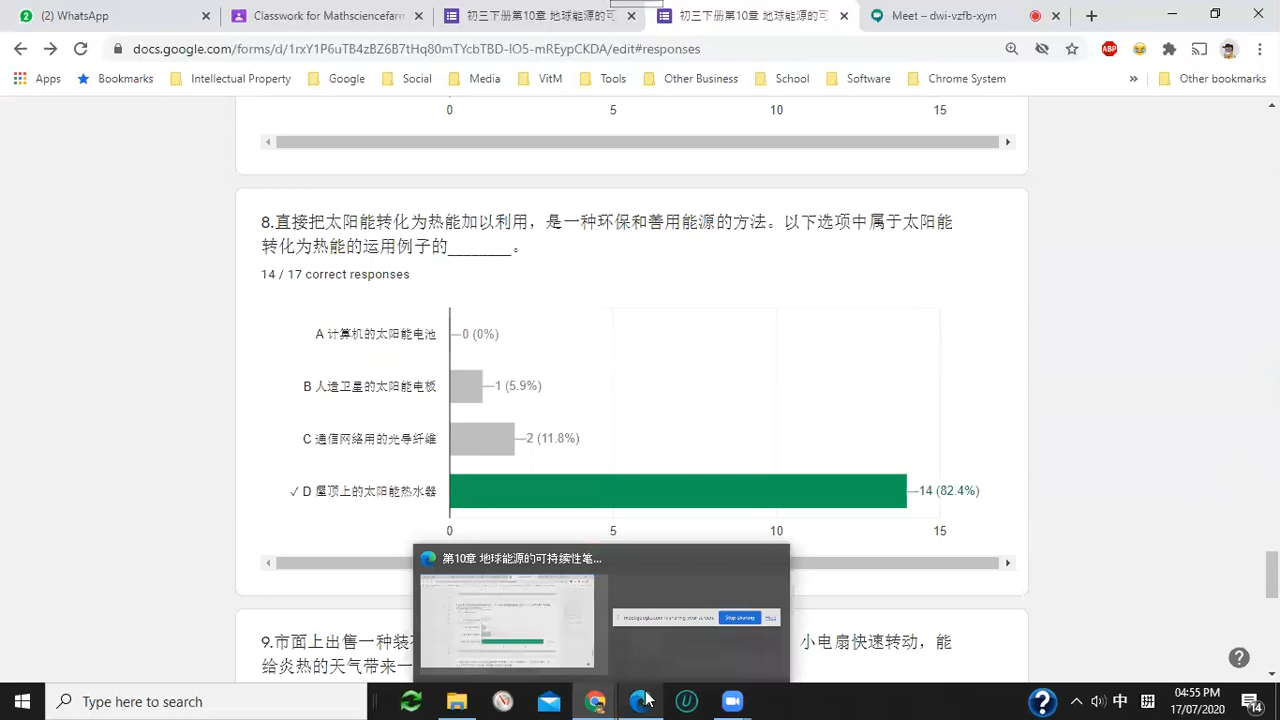 (2) WhatsApp
Classwork for Mathsciencefa
初三下册第10章 地球能源的可
初三下册第10章 地球能源的可
Meet – dwi-vzfb-xym
docs.google.com/forms/d/1rxY1P6uTB4zBZ6B7tHq80mTYcbTBD-IO5-mREypCKDA/edit#responses
ABP
Apps
Bookmarks
Intellectual Property
Google
Social
Media
VitM
Tools
Other Business
School
Software
Chrome System
»
Other bookmarks
0 5 10 15
8.直接把太阳能转化为热能加以利用，是一种环保和善用能源的方法。以下选项中属于太阳能
转化为热能的运用例子的________。
14 / 17 correct responses
A 计算机的太阳能电池 0 (0%)
B 人造卫星的太阳能电板 1 (5.9%)
C 通信网络用的光导纤维 2 (11.8%)
✓ D 屋顶上的太阳能热水器 14 (82.4%)
0 5 10 15
第10章 地球能源的可持续性笔...
Stop sharing
9.市面上出售一种装
小电扇快速转动，能
给炎热的天气带来一
Type here to search
中
拼
04:55 PM
17/07/2020
14